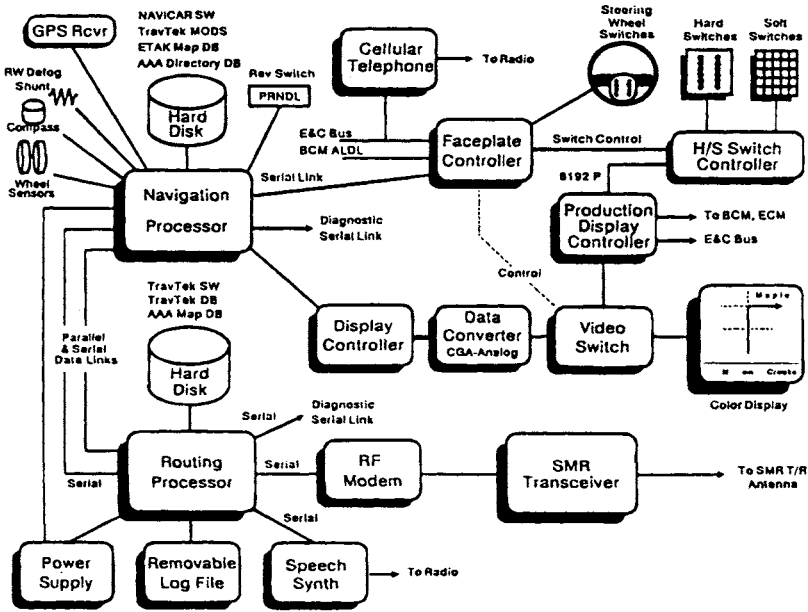 NAVICAR SW
TravTek MODS
ETAK Map DB
AAA Directory DB
GPS Rcvr
RW Defog
Shunt
Compass
Wheel
Sensors
Hard
Disk
Rev Switch
PRNDL
Cellular
Telephone
To Radio
Steering
Wheel
Switches
Hard
Switches
Soft
Switches
E&C Bus
BCM ALDL
Faceplate
Controller
Switch Control
H/S Switch
Controller
Serial Link
Navigation
Processor
Diagnostic
Serial Link
8192 P
Production
Display
Controller
To BCM, ECM
E&C Bus
Control
TravTek SW
TravTek DB
AAA Map DB
Parallel
& Serial
Data Links
Hard
Disk
Display
Controller
Data
Converter
CGA-Analog
Video
Switch
Maple
Color Display
Serial
Diagnostic
Serial Link
Routing
Processor
Serial
Serial
RF
Modem
SMR
Transceiver
To SMR T/R
Antenna
Serial
Power
Supply
Removable
Log File
Speech
Synth
To Radio